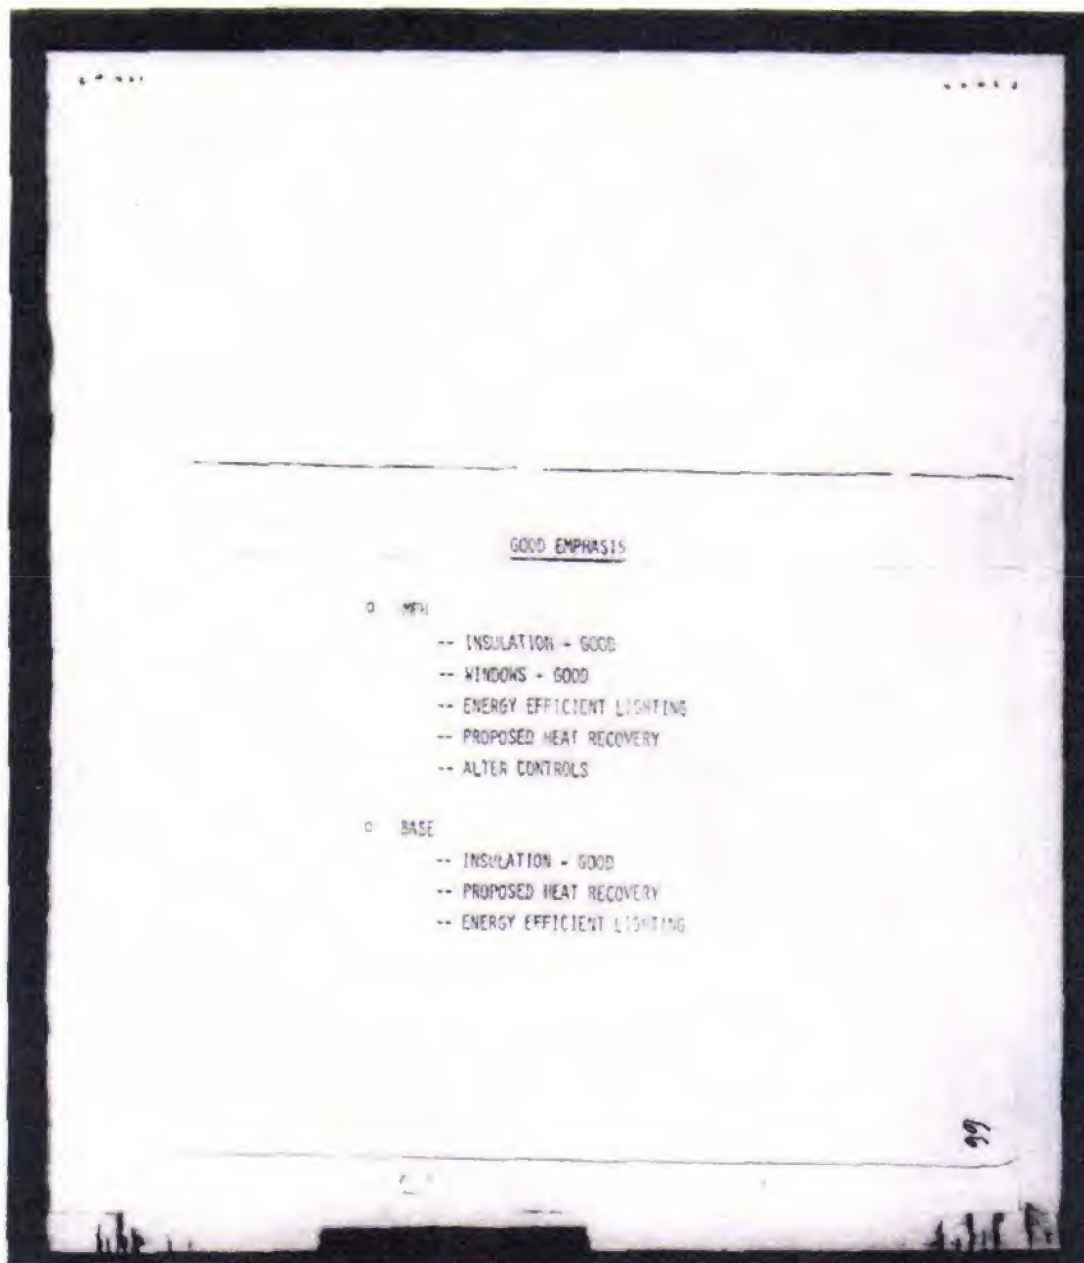 GOOD EMPHASIS
o
-- INSULATION - GOOD
-- WINDOWS - GOOD
-- ENERGY EFFICIENT LIGHTING
-- PROPOSED HEAT RECOVERY
-- ALTER CONTROLS
o BASE
-- INSULATION - GOOD
-- PROPOSED HEAT RECOVERY
-- ENERGY EFFICIENT LIGHTING